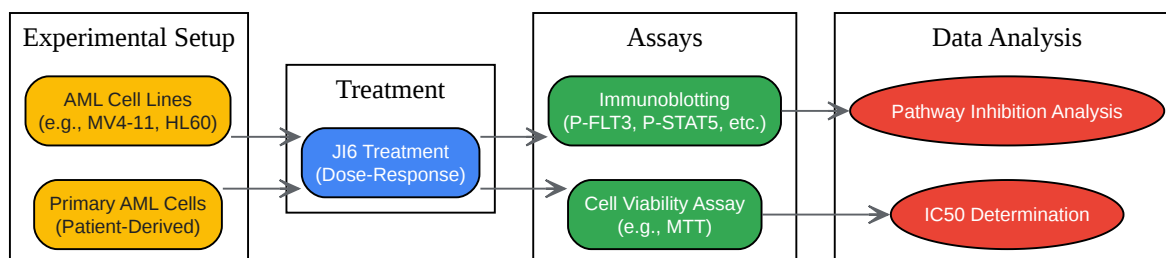 Experimental Setup
AML Cell Lines
(e.g., MV4-11, HL60)
Primary AML Cells
(Patient-Derived)
Treatment
JI6 Treatment
(Dose-Response)
Assays
Immunoblotting
(P-FLT3, P-STAT5, etc.)
Cell Viability Assay
(e.g., MTT)
Data Analysis
Pathway Inhibition Analysis
IC50 Determination